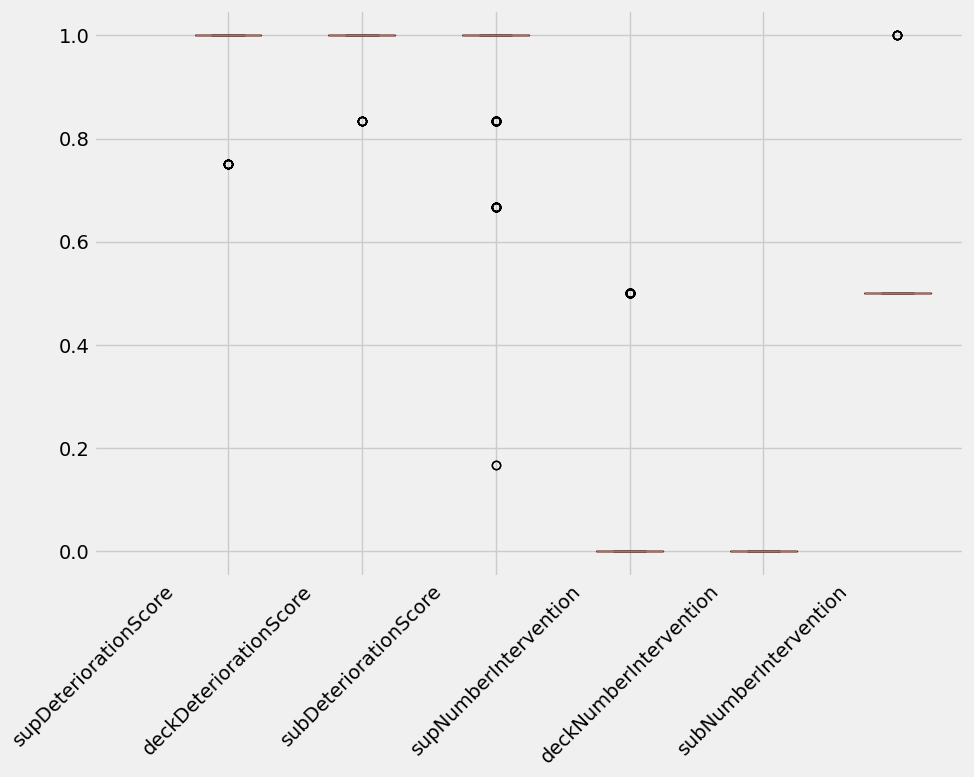 1.0
0.8
0.6
0.4
0.2
0.0
supDeteriorationScore
deckDeteriorationScore
subDeteriorationScore
supNumberIntervention
deckNumberIntervention
subNumberIntervention